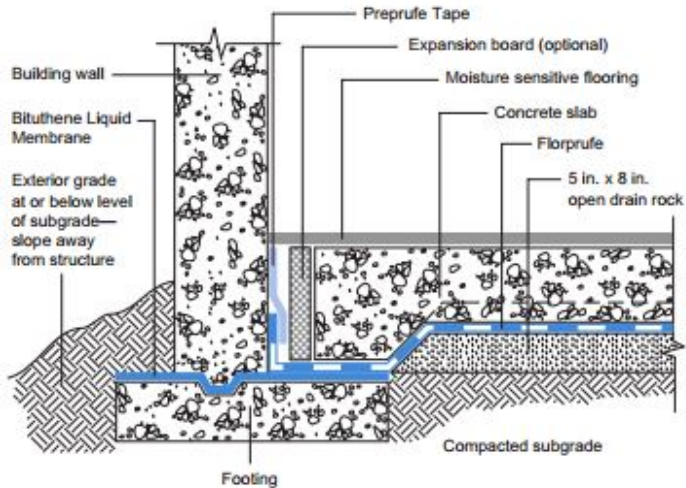 Preprufe Tape
Expansion board (optional)
Building wall
Moisture sensitive flooring
Bituthene Liquid
Membrane
Concrete slab
Florprufe
Exterior grade
at or below level
of subgrade—
slope away
from structure
5 in. x 8 in.
open drain rock
Compacted subgrade
Footing